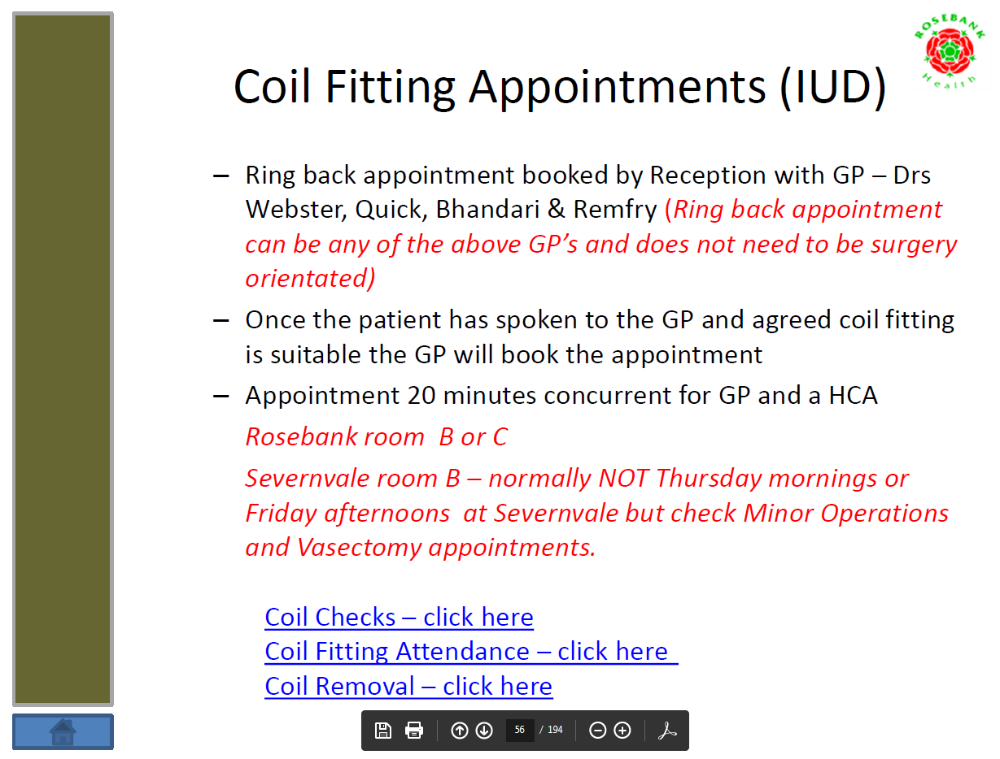 ROSEBANK
Health
Coil Fitting Appointments (IUD)
– Ring back appointment booked by Reception with GP – Drs
Webster, Quick, Bhandari & Remfry (Ring back appointment
can be any of the above GP’s and does not need to be surgery
orientated)
– Once the patient has spoken to the GP and agreed coil fitting
is suitable the GP will book the appointment
– Appointment 20 minutes concurrent for GP and a HCA
Rosebank room  B or C
Severnvale room B – normally NOT Thursday mornings or
Friday afternoons  at Severnvale but check Minor Operations
and Vasectomy appointments.
Coil Checks – click here
Coil Fitting Attendance – click here
Coil Removal – click here
56 / 194